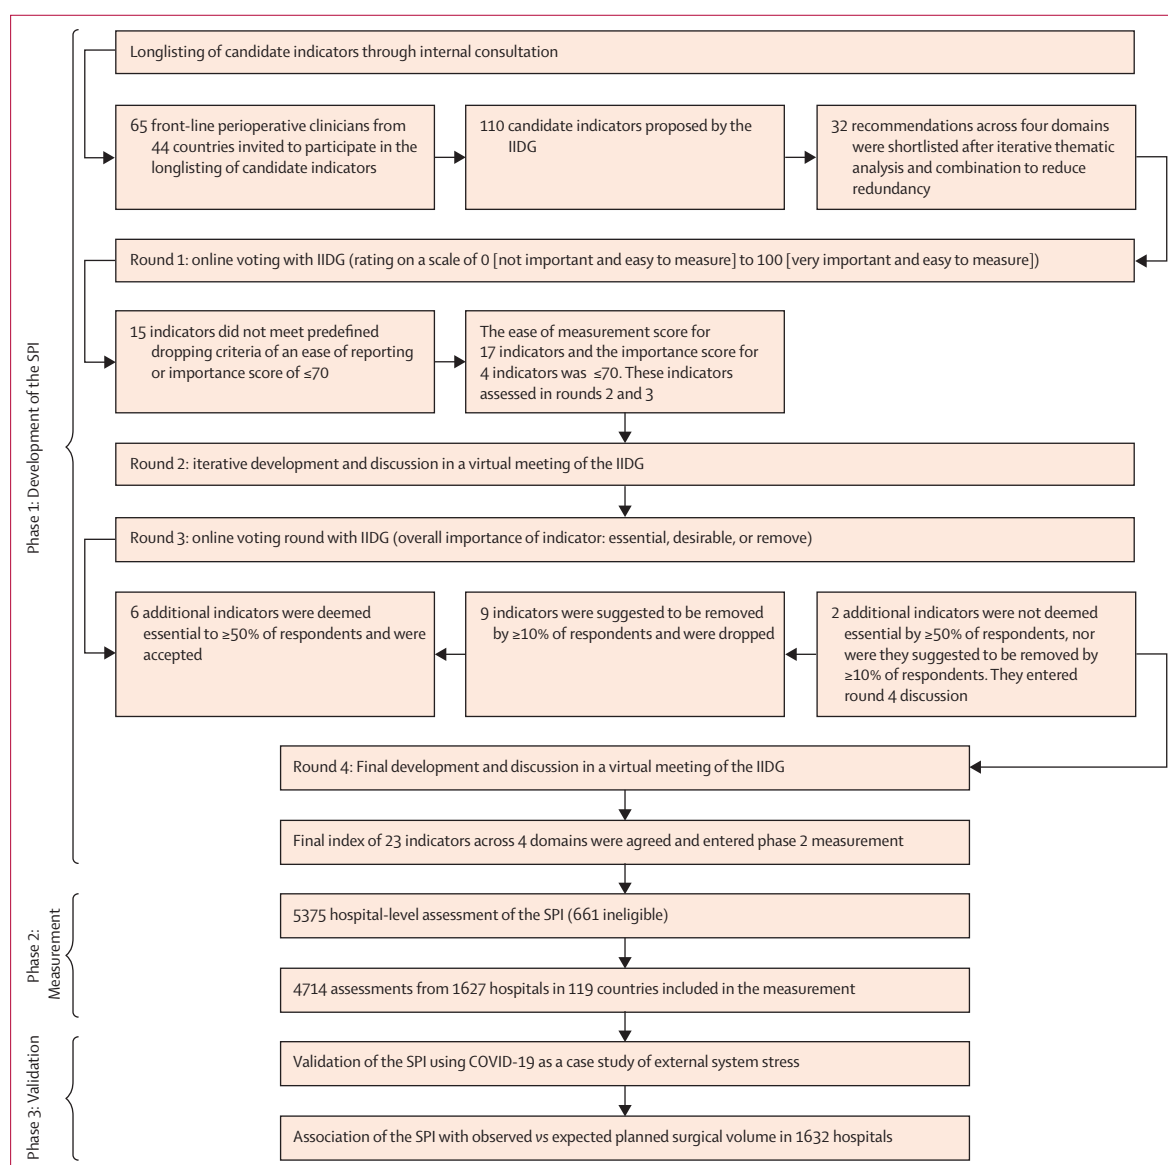 Longlisting of candidate indicators through internal consultation
65 front-line perioperative clinicians from
44 countries invited to participate in the
longlisting of candidate indicators
110 candidate indicators proposed by the
IIDG
32 recommendations across four domains
were shortlisted after iterative thematic
analysis and combination to reduce
redundancy
Round 1: online voting with IIDG (rating on a scale of 0 [not important and easy to measure] to 100 [very important and easy to measure])
15 indicators did not meet predefined
dropping criteria of an ease of reporting
or importance score of ≤70
The ease of measurement score for
17 indicators and the importance score for
4 indicators was ≤70. These indicators
assessed in rounds 2 and 3
Round 2: iterative development and discussion in a virtual meeting of the IIDG
Round 3: online voting round with IIDG (overall importance of indicator: essential, desirable, or remove)
6 additional indicators were deemed
essential to ≥50% of respondents and were
accepted
9 indicators were suggested to be removed
by ≥10% of respondents and were dropped
2 additional indicators were not deemed
essential by ≥50% of respondents, nor
were they suggested to be removed by
≥10% of respondents. They entered
round 4 discussion
Round 4: Final development and discussion in a virtual meeting of the IIDG
Final index of 23 indicators across 4 domains were agreed and entered phase 2 measurement
Phase 1: Development of the SPI
5375 hospital-level assessment of the SPI (661 ineligible)
4714 assessments from 1627 hospitals in 119 countries included in the measurement
Phase 2:
Measurement
Validation of the SPI using COVID-19 as a case study of external system stress
Association of the SPI with observed vs expected planned surgical volume in 1632 hospitals
Phase 3: Validation